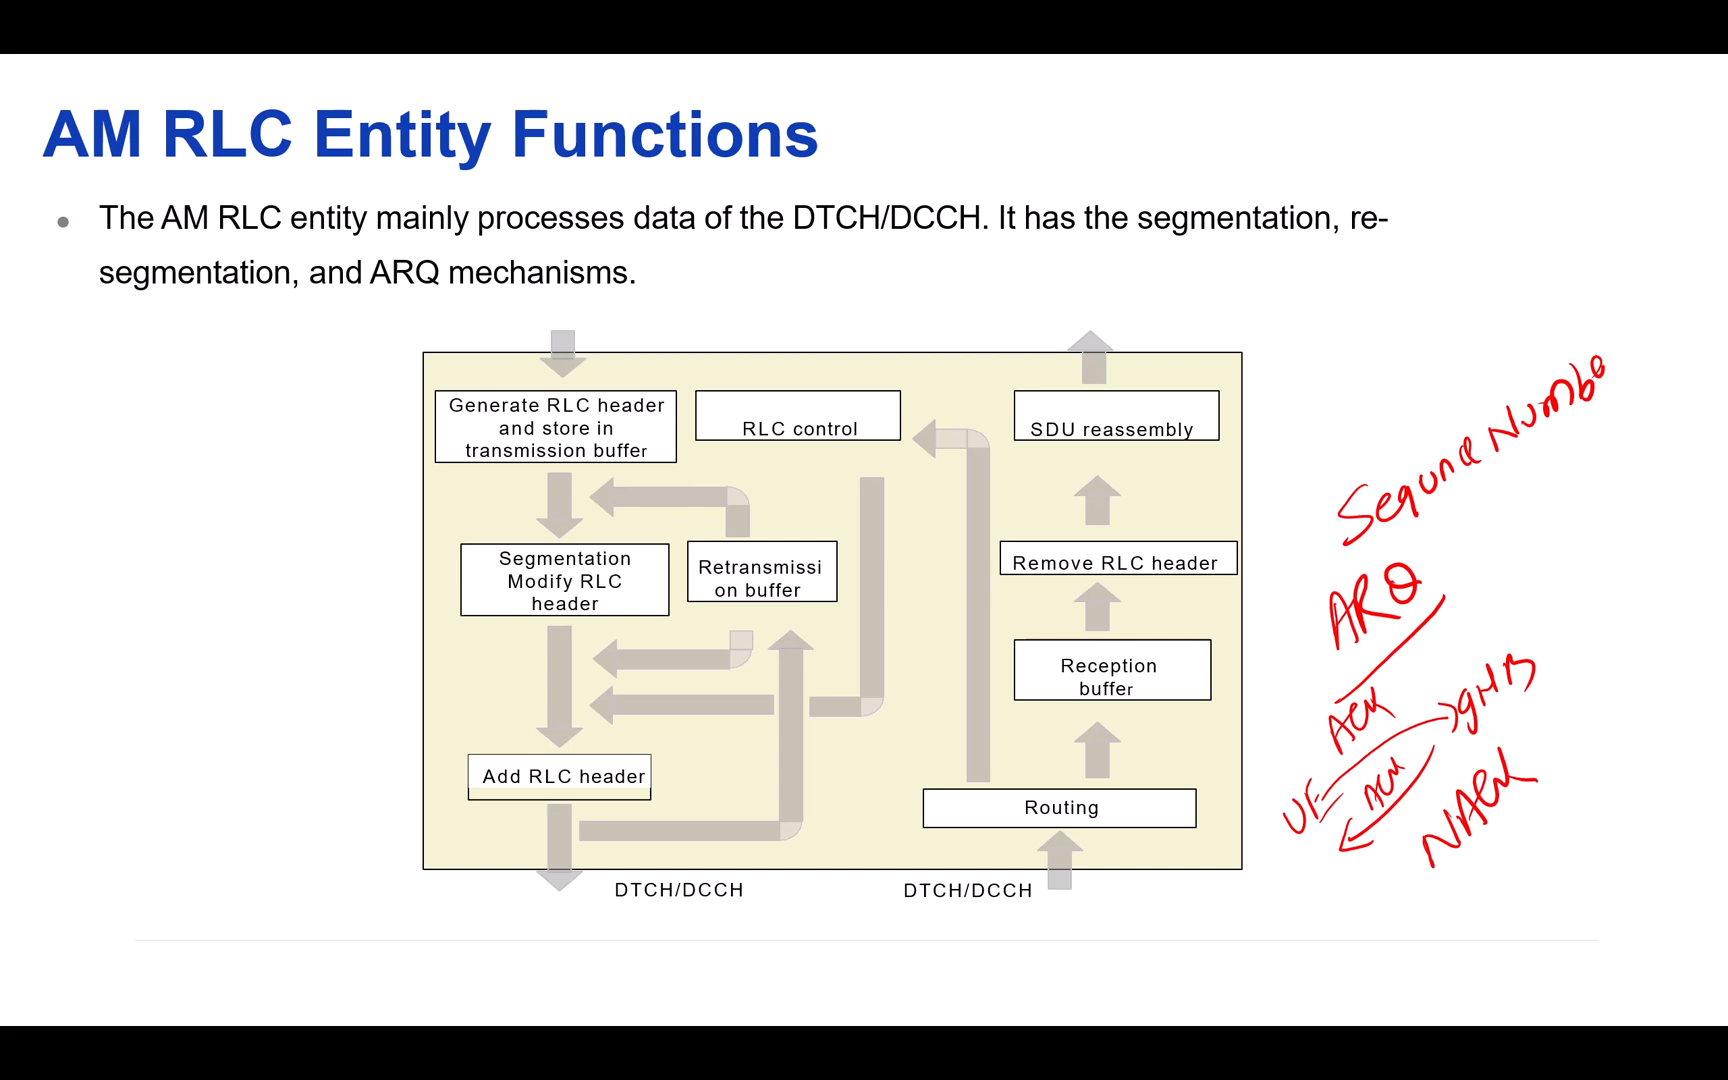 AM RLC Entity Functions
The AM RLC entity mainly processes data of the DTCH/DCCH. It has the segmentation, re-
segmentation, and ARQ mechanisms.
Generate RLC header
and store in
transmission buffer
RLC control
SDU reassembly
Segmentation
Modify RLC
header
Retransmissi
on buffer
Remove RLC header
Reception
buffer
Add RLC header
Routing
DTCH/DCCH
DTCH/DCCH
ARQ
ACK
gNB
ACK
UE
NACK